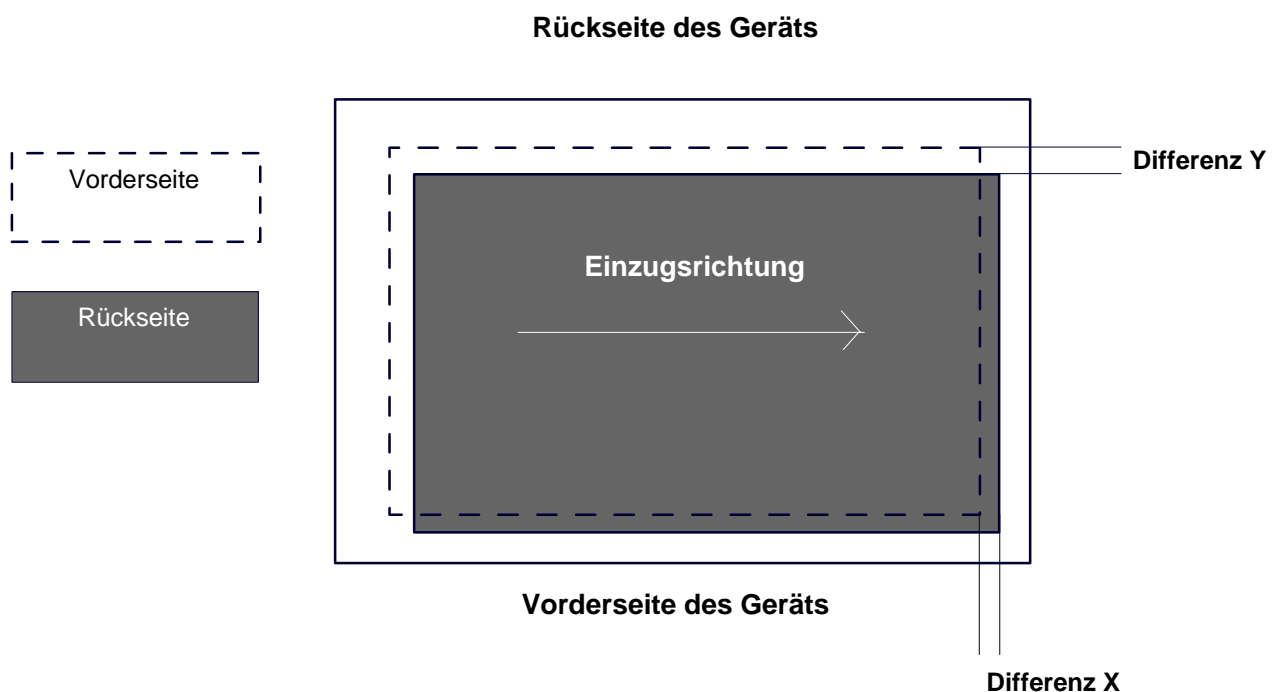 Rückseite des Geräts
Vorderseite
Differenz Y
Einzugsrichtung
Rückseite
Vorderseite des Geräts
Differenz X